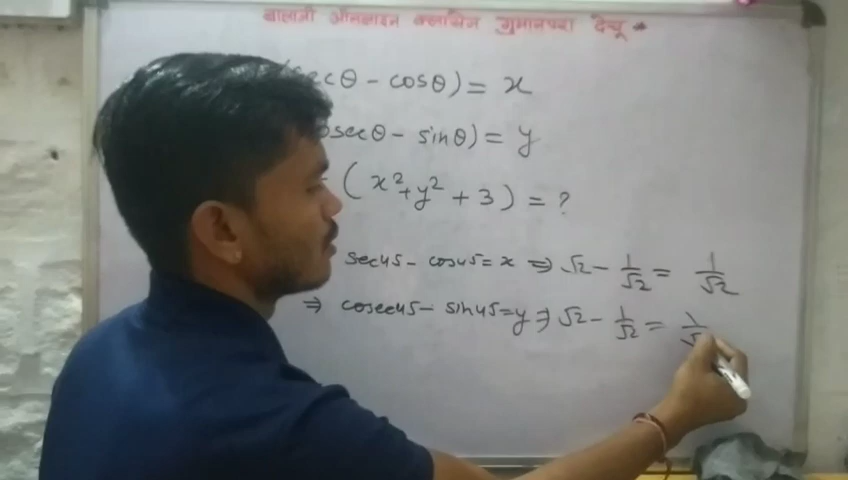 बालाजी ऑनलाइन क्लासेज गुमानपुरा देचू
secθ - cosθ) = x
osecθ - sinθ) = y
(x²+y² + 3) = ?
sec45 - cos45 = x ⇒ √2 - 1/√2 = 1/√2
⇒ cosec45 - sin45 = y ⇒ √2 - 1/√2 = 1/√